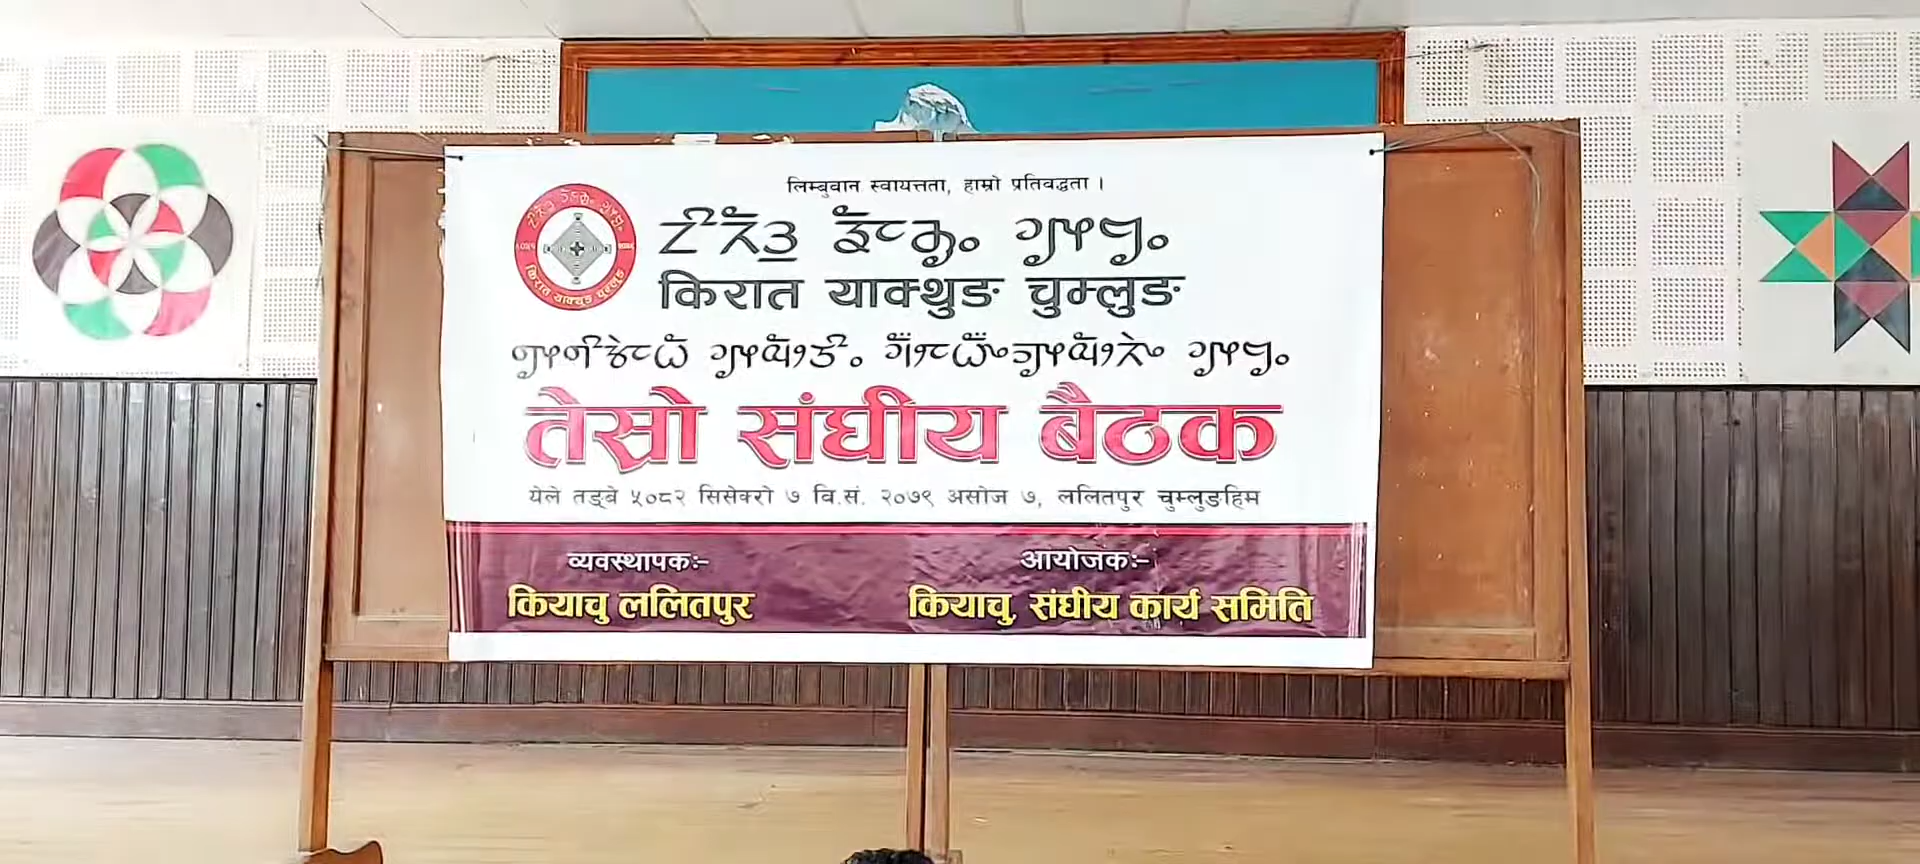 लिम्बुवान स्वायत्तता, हाम्रो प्रतिवद्धता ।
ᤕᤠᤰᤌᤢᤱ ᤆᤢᤶᤗᤢᤱ
किरात याक्थुङ चुम्लुङ
किरात याक्थुङ चुम्लुङ
तेस्रो संघीय बैठक
येले तङ्बे ५०८२ सिसेक्रो ७ वि.सं. २०७९ असोज ७, ललितपुर चुम्लुङहिम
व्यवस्थापकः– आयोजकः–
कियाचु ललितपुर कियाचु, संघीय कार्य समिति